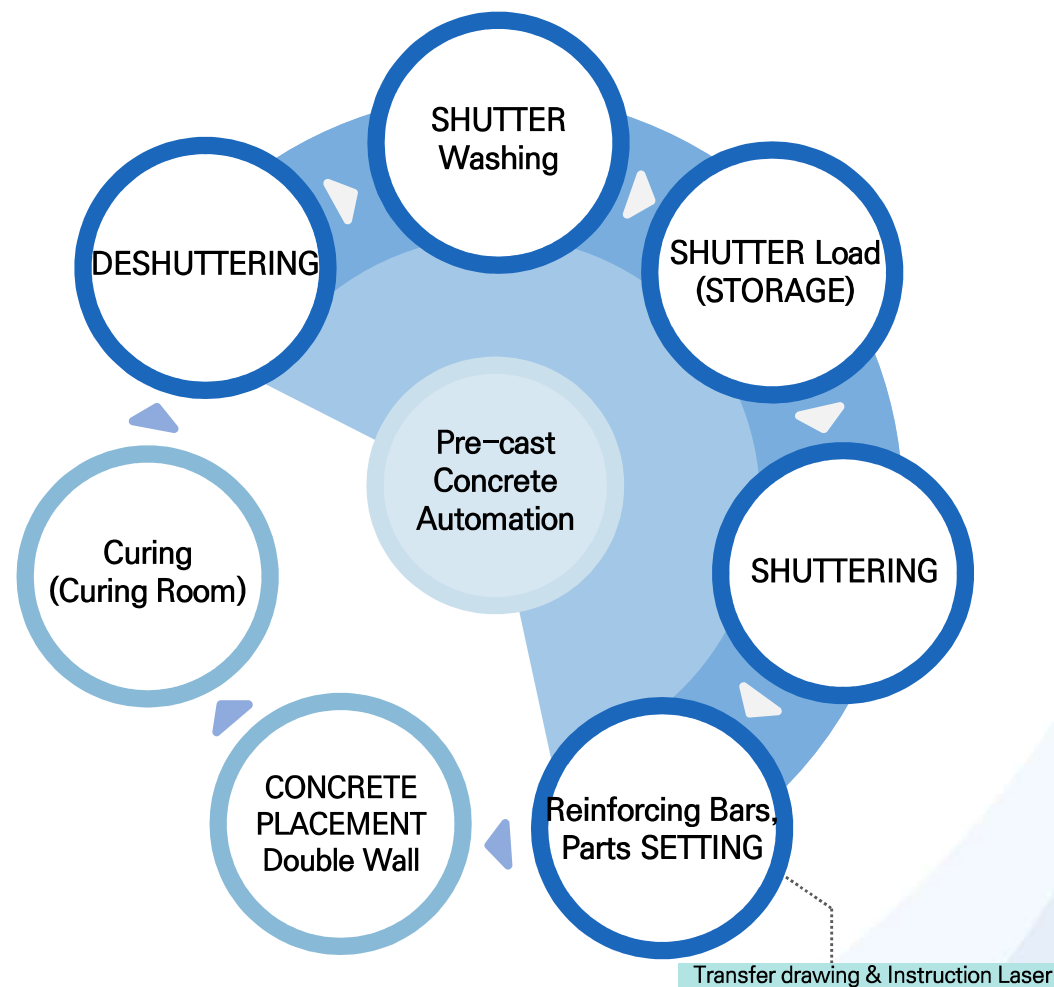 SHUTTER
Washing
SHUTTER Load
(STORAGE)
SHUTTERING
Reinforcing Bars,
Parts SETTING
Transfer drawing & Instruction Laser
CONCRETE
PLACEMENT
Double Wall
Curing
(Curing Room)
DESHUTTERING
Pre-cast
Concrete
Automation